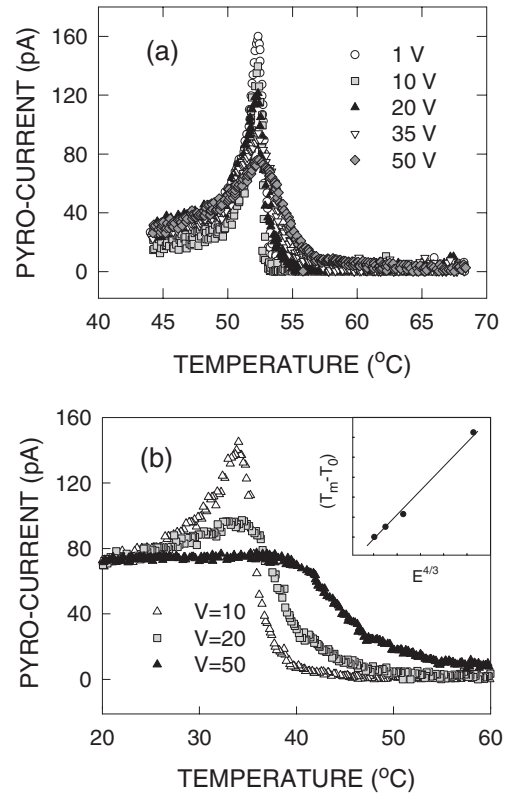 (a)
160
120
80
40
0
PYRO-CURRENT (pA)
1 V
10 V
20 V
35 V
50 V
40 45 50 55 60 65 70
TEMPERATURE (°C)
(b)
160
120
80
40
0
PYRO-CURRENT (pA)
V=10
V=20
V=50
(Tm-T0)
E4/3
20 30 40 50 60
TEMPERATURE (°C)